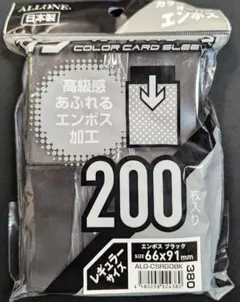 ALLONE
日本製
カラー
エンボス
COLOR CARD SLEE
高級感
あふれる
エンボス
加工
200
枚入り
レギュラー
サイズ
エンボス ブラック
SIZE 66x91mm
ALG-CSRG0BK
380